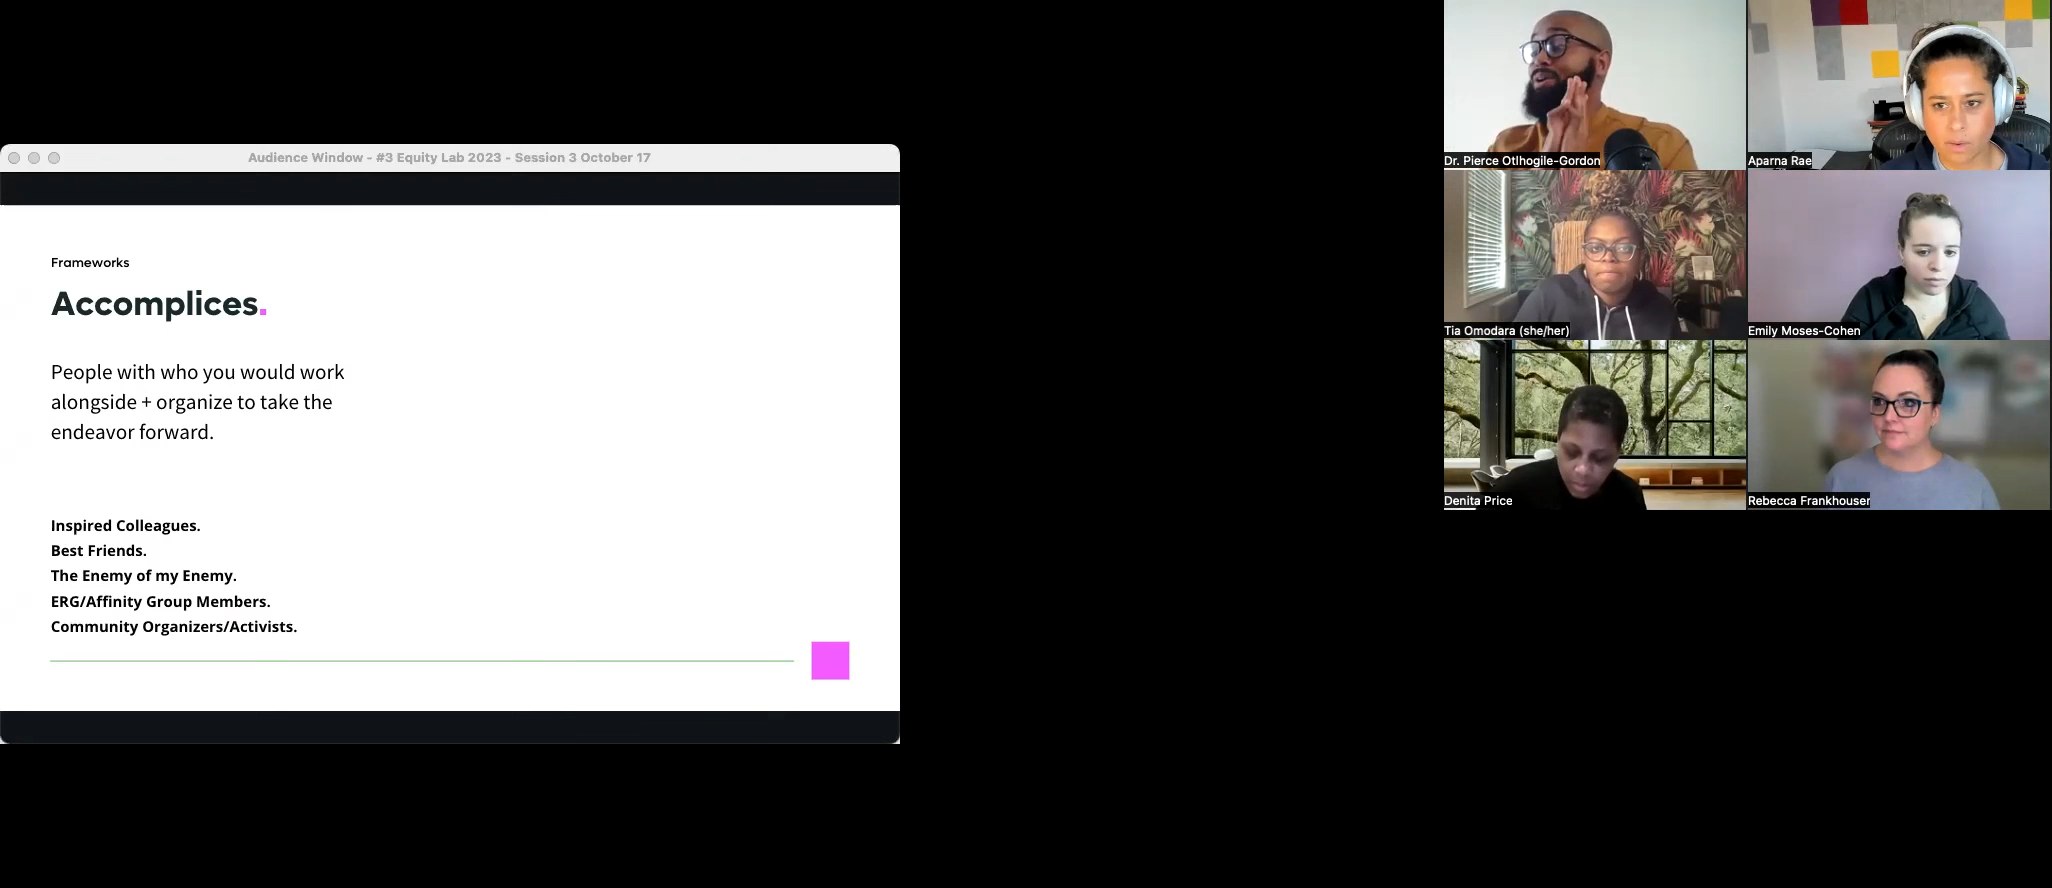 Audience Window - #3 Equity Lab 2023 - Session 3 October 17
Frameworks
Accomplices.
People with who you would work
alongside + organize to take the
endeavor forward.
Inspired Colleagues.
Best Friends.
The Enemy of my Enemy.
ERG/Affinity Group Members.
Community Organizers/Activists.
Dr. Pierce Otlhogile-Gordon
Aparna Rae
Tia Omodara (she/her)
Emily Moses-Cohen
Denita Price
Rebecca Frankhouser